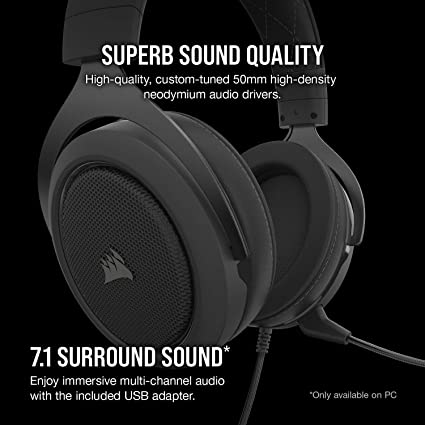 SUPERB SOUND QUALITY
High-quality, custom-tuned 50mm high-density
neodymium audio drivers.
7.1 SURROUND SOUND*
Enjoy immersive multi-channel audio
with the included USB adapter.
*Only available on PC